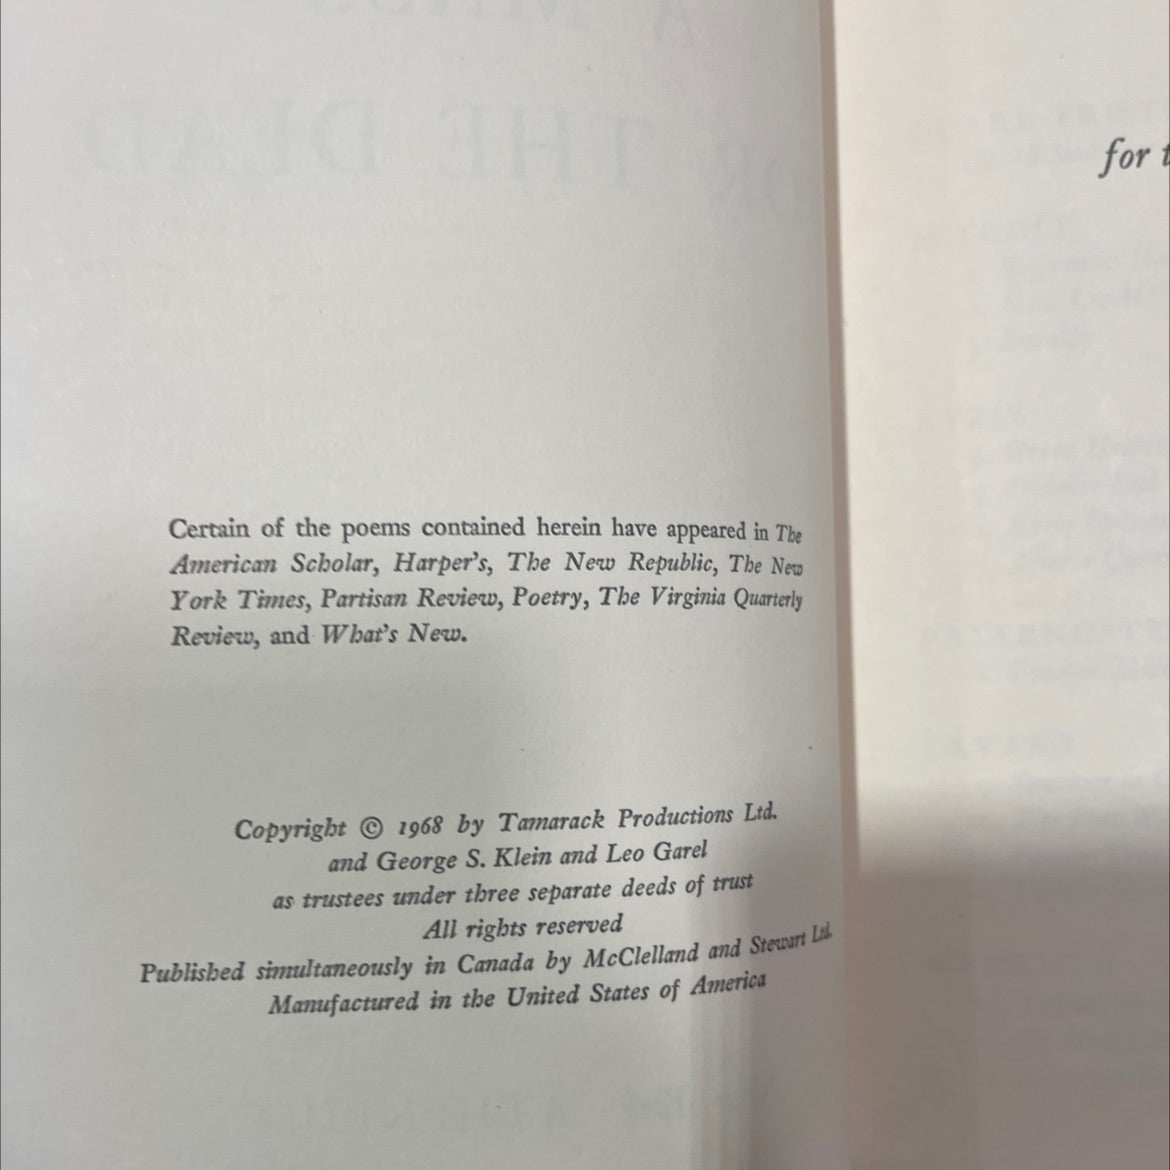 for
Certain of the poems contained herein have appeared in The
American Scholar, Harper's, The New Republic, The New
York Times, Partisan Review, Poetry, The Virginia Quarterly
Review, and What's New.
Copyright © 1968 by Tamarack Productions Ltd.
and George S. Klein and Leo Garel
as trustees under three separate deeds of trust
All rights reserved
Published simultaneously in Canada by McClelland and Stewart Ltd.
Manufactured in the United States of America